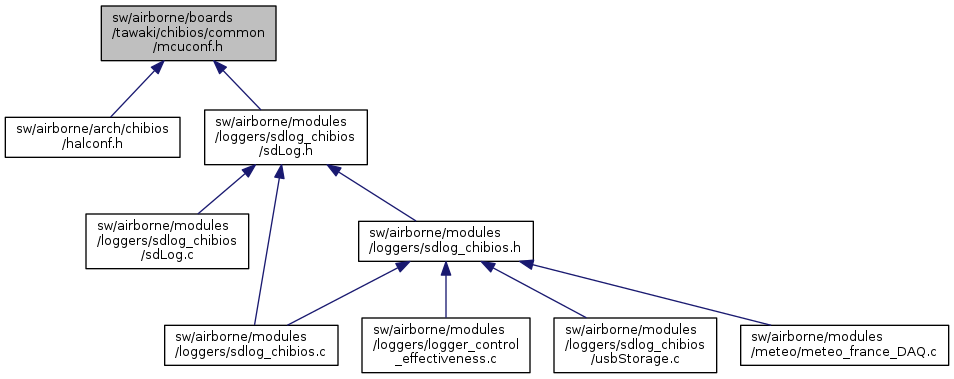 sw/airborne/boards
/tawaki/chibios/common
/mcuconf.h
sw/airborne/arch/chibios
/halconf.h
sw/airborne/modules
/loggers/sdlog_chibios
/sdLog.h
sw/airborne/modules
/loggers/sdlog_chibios
/sdLog.c
sw/airborne/modules
/loggers/sdlog_chibios.h
sw/airborne/modules
/loggers/sdlog_chibios.c
sw/airborne/modules
/loggers/logger_control
_effectiveness.c
sw/airborne/modules
/loggers/sdlog_chibios
/usbStorage.c
sw/airborne/modules
/meteo/meteo_france_DAQ.c